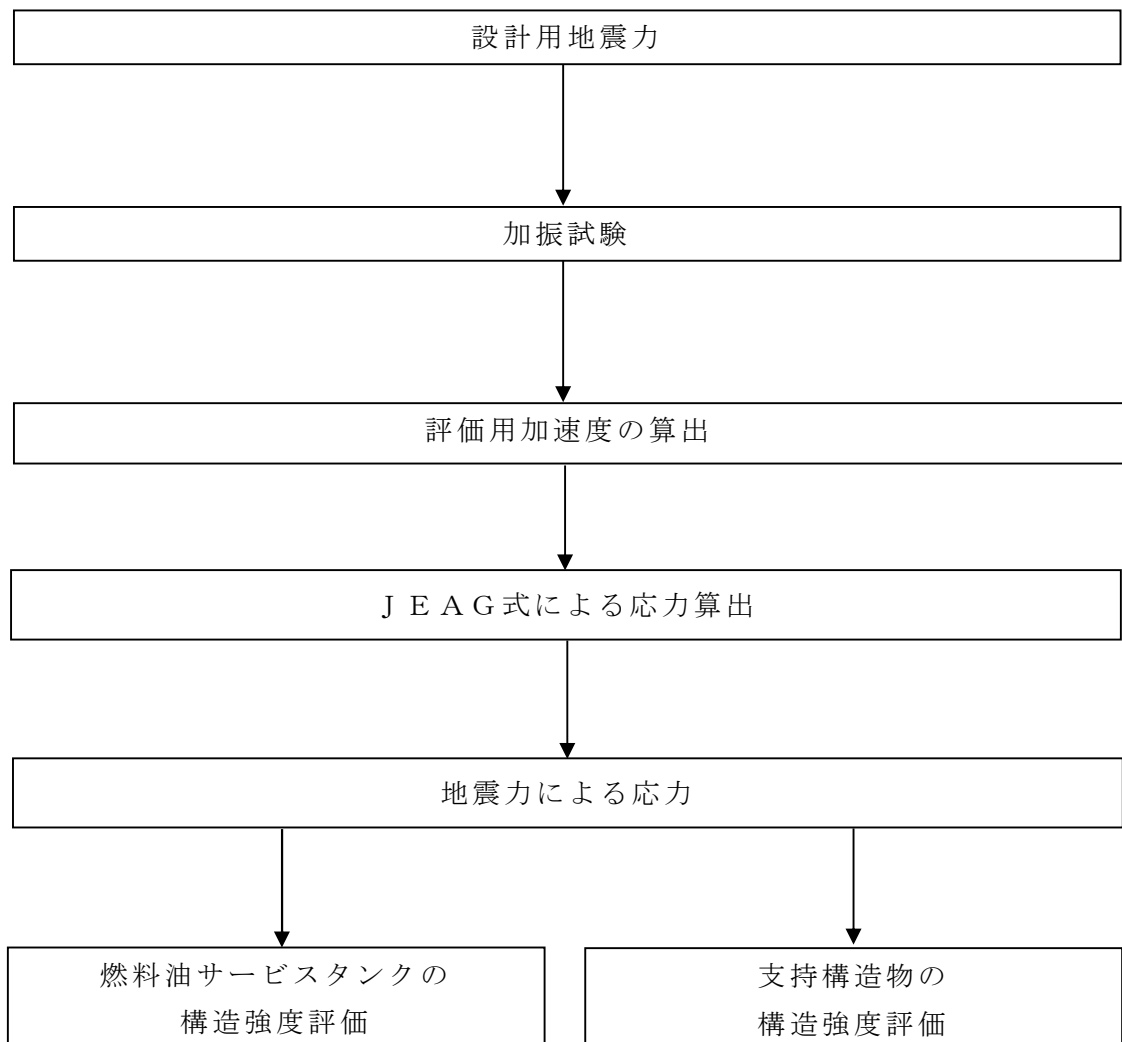 設計用地震力
加振試験
評価用加速度の算出
ＪＥＡＧ式による応力算出
地震力による応力
燃料油サービスタンクの
構造強度評価
支持構造物の
構造強度評価